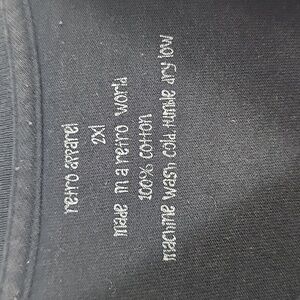 retro apparel
2xl
made in a retro world
100% cotton
machine wash cold, tumble dry low